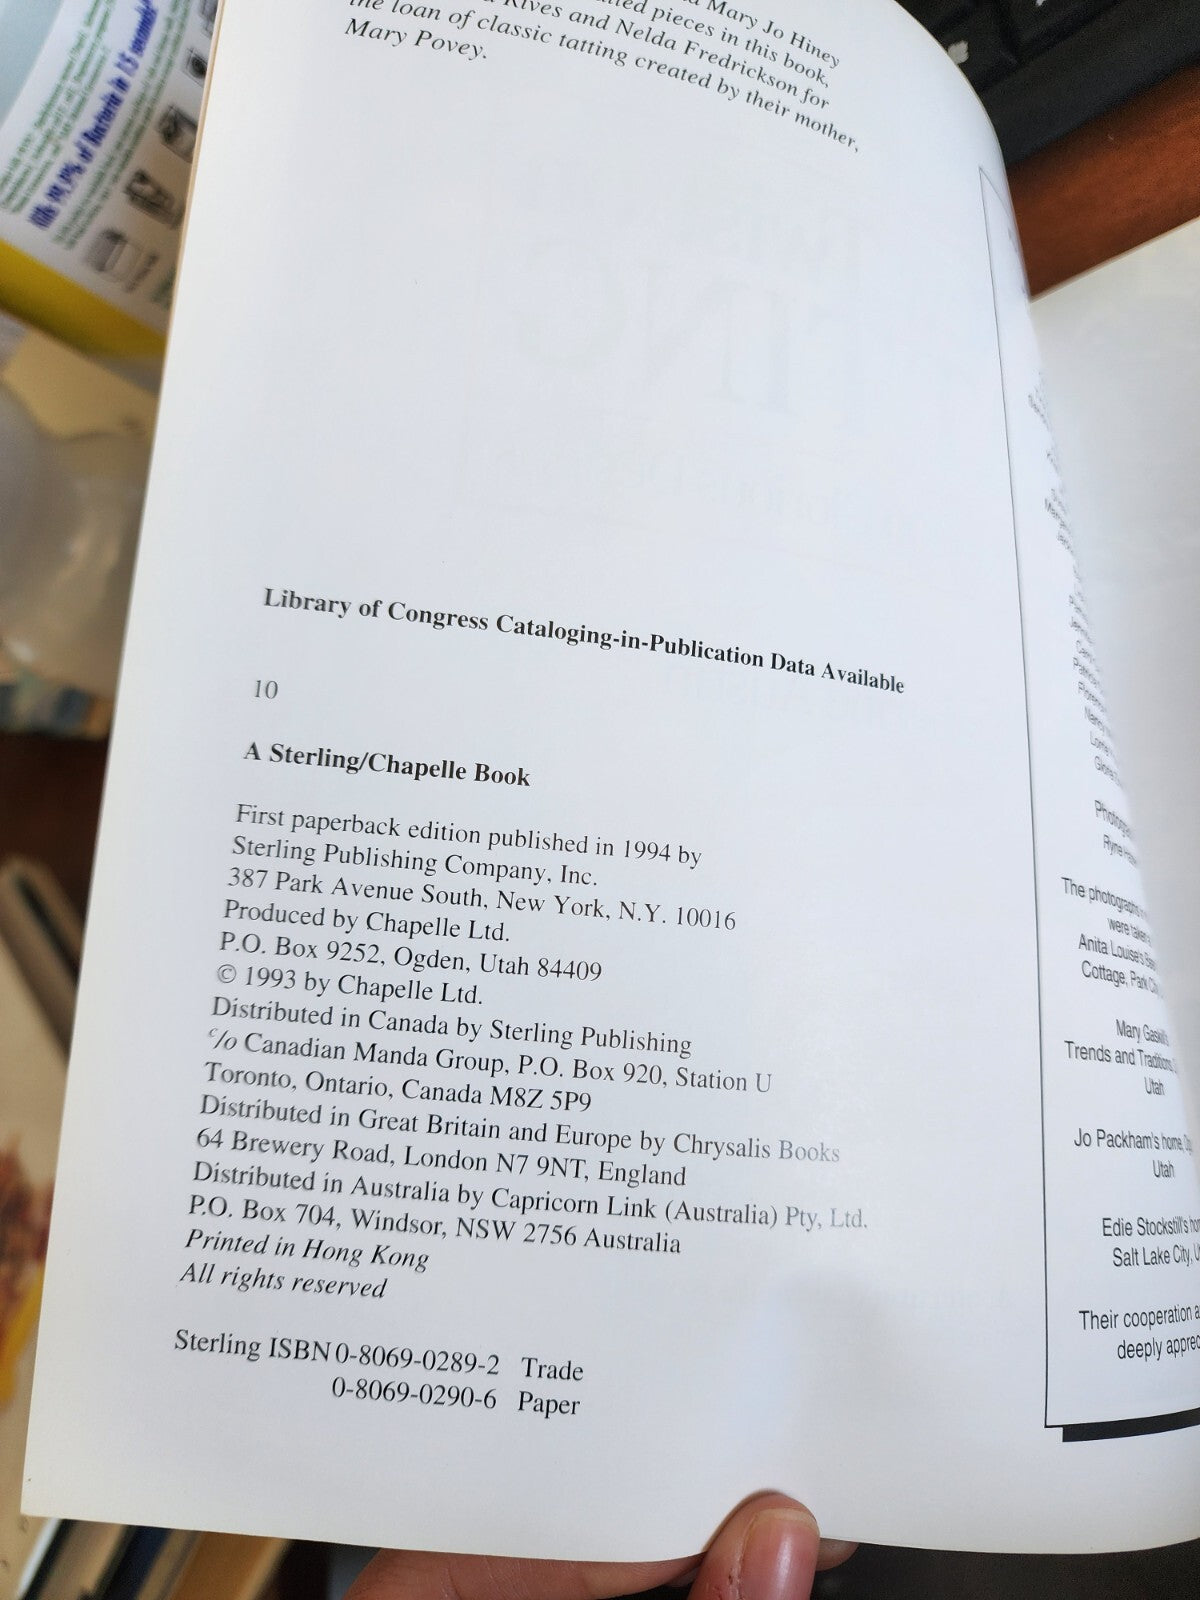 Mary Jo Hiney
pieces in this book,
Rives and Nelda Fredrickson for
the loan of classic tatting created by their mother,
Mary Povey.
Library of Congress Cataloging-in-Publication Data Available
10
A Sterling/Chapelle Book
First paperback edition published in 1994 by
Sterling Publishing Company, Inc.
387 Park Avenue South, New York, N.Y. 10016
Produced by Chapelle Ltd.
P.O. Box 9252, Ogden, Utah 84409
© 1993 by Chapelle Ltd.
Distributed in Canada by Sterling Publishing
c/o Canadian Manda Group, P.O. Box 920, Station U
Toronto, Ontario, Canada M8Z 5P9
Distributed in Great Britain and Europe by Chrysalis Books
64 Brewery Road, London N7 9NT, England
Distributed in Australia by Capricorn Link (Australia) Pty, Ltd.
P.O. Box 704, Windsor, NSW 2756 Australia
Printed in Hong Kong
All rights reserved
Sterling ISBN 0-8069-0289-2 Trade
0-8069-0290-6 Paper
The photographs
were
Anita Louise's
Cottage, Park
Mary Gaskill's
Trends and Traditions,
Utah
Jo Packham's home,
Utah
Edie Stockstill's
Salt Lake City,
Their cooperation
deeply
99.9% of Bacteria in 15 seconds